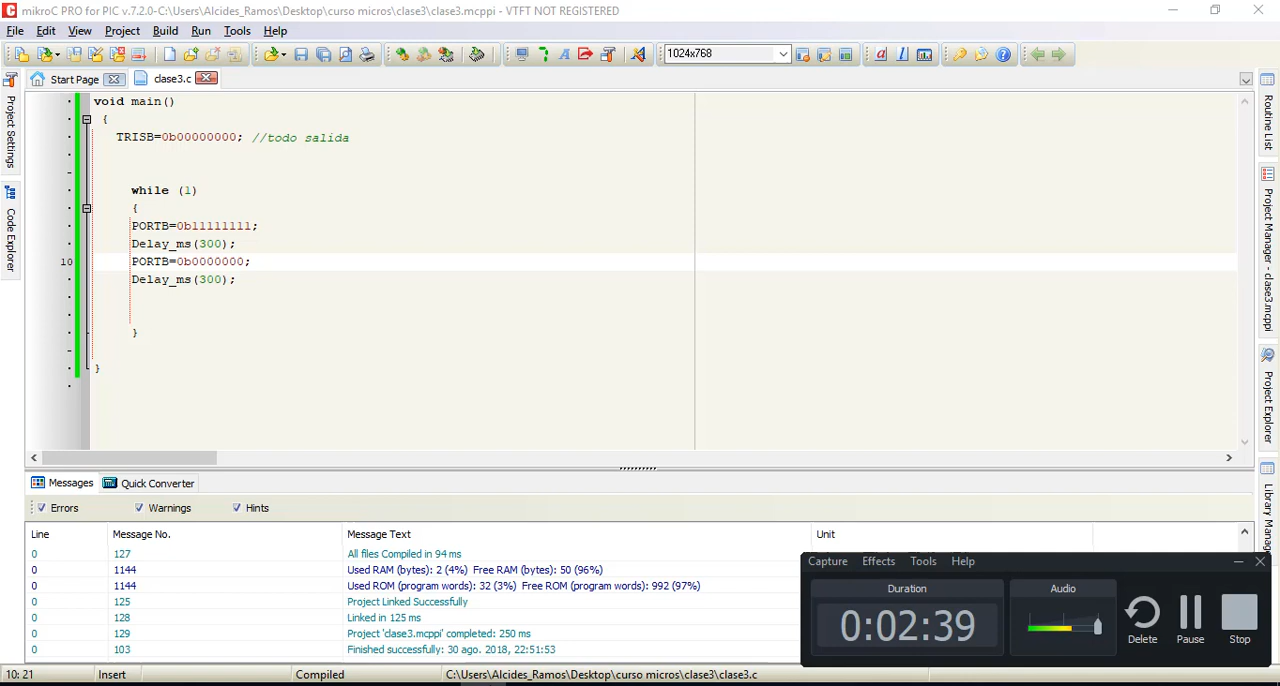 mikroC PRO for PIC v.7.2.0-C:\Users\Alcides_Ramos\Desktop\curso micros\clase3\clase3.mcppi - VTFT NOT REGISTERED
File Edit View Project Build Run Tools Help
1024x768
Start Page clase3.c
Project Settings
Code Explorer
void main()
{
TRISB=0b00000000; //todo salida
while (1)
{
PORTB=0b11111111;
Delay_ms(300);
10 PORTB=0b0000000;
Delay_ms(300);
}
}
Routine List
Project Manager - clase3.mcppi
Project Explorer
Library Manag
Messages Quick Converter
Errors Warnings Hints
Line Message No. Message Text Unit
0 127 All files Compiled in 94 ms
0 1144 Used RAM (bytes): 2 (4%) Free RAM (bytes): 50 (96%)
0 1144 Used ROM (program words): 32 (3%) Free ROM (program words): 992 (97%)
0 125 Project Linked Successfully
0 128 Linked in 125 ms
0 129 Project 'clase3.mcppi' completed: 250 ms
0 103 Finished successfully: 30 ago. 2018, 22:51:53
Capture Effects Tools Help
Duration Audio
0:02:39
Delete Pause Stop
10: 21 Insert Compiled C:\Users\Alcides_Ramos\Desktop\curso micros\clase3\clase3.c